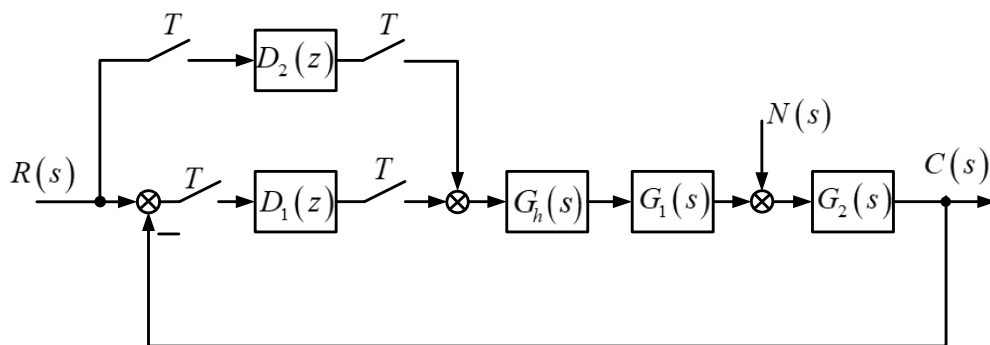 T
D₂(z)
T
N(s)
R(s)
T
D₁(z)
T
G_h(s)
G₁(s)
G₂(s)
C(s)
−